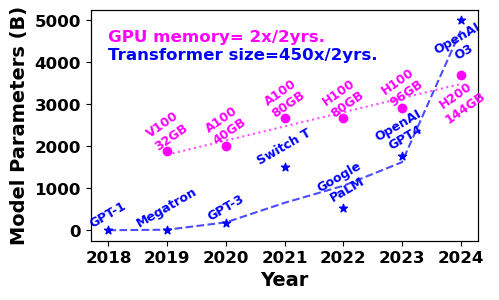 GPU memory= 2x/2yrs.
Transformer size=450x/2yrs.
Model Parameters (B)
5000
4000
3000
2000
1000
0
V100
32GB
A100
40GB
A100
80GB
H100
80GB
H100
96GB
H200
144GB
GPT-1
Megatron
GPT-3
Switch T
Google
PaLM
OpenAI
GPT4
OpenAI
O3
2018
2019
2020
2021
2022
2023
2024
Year